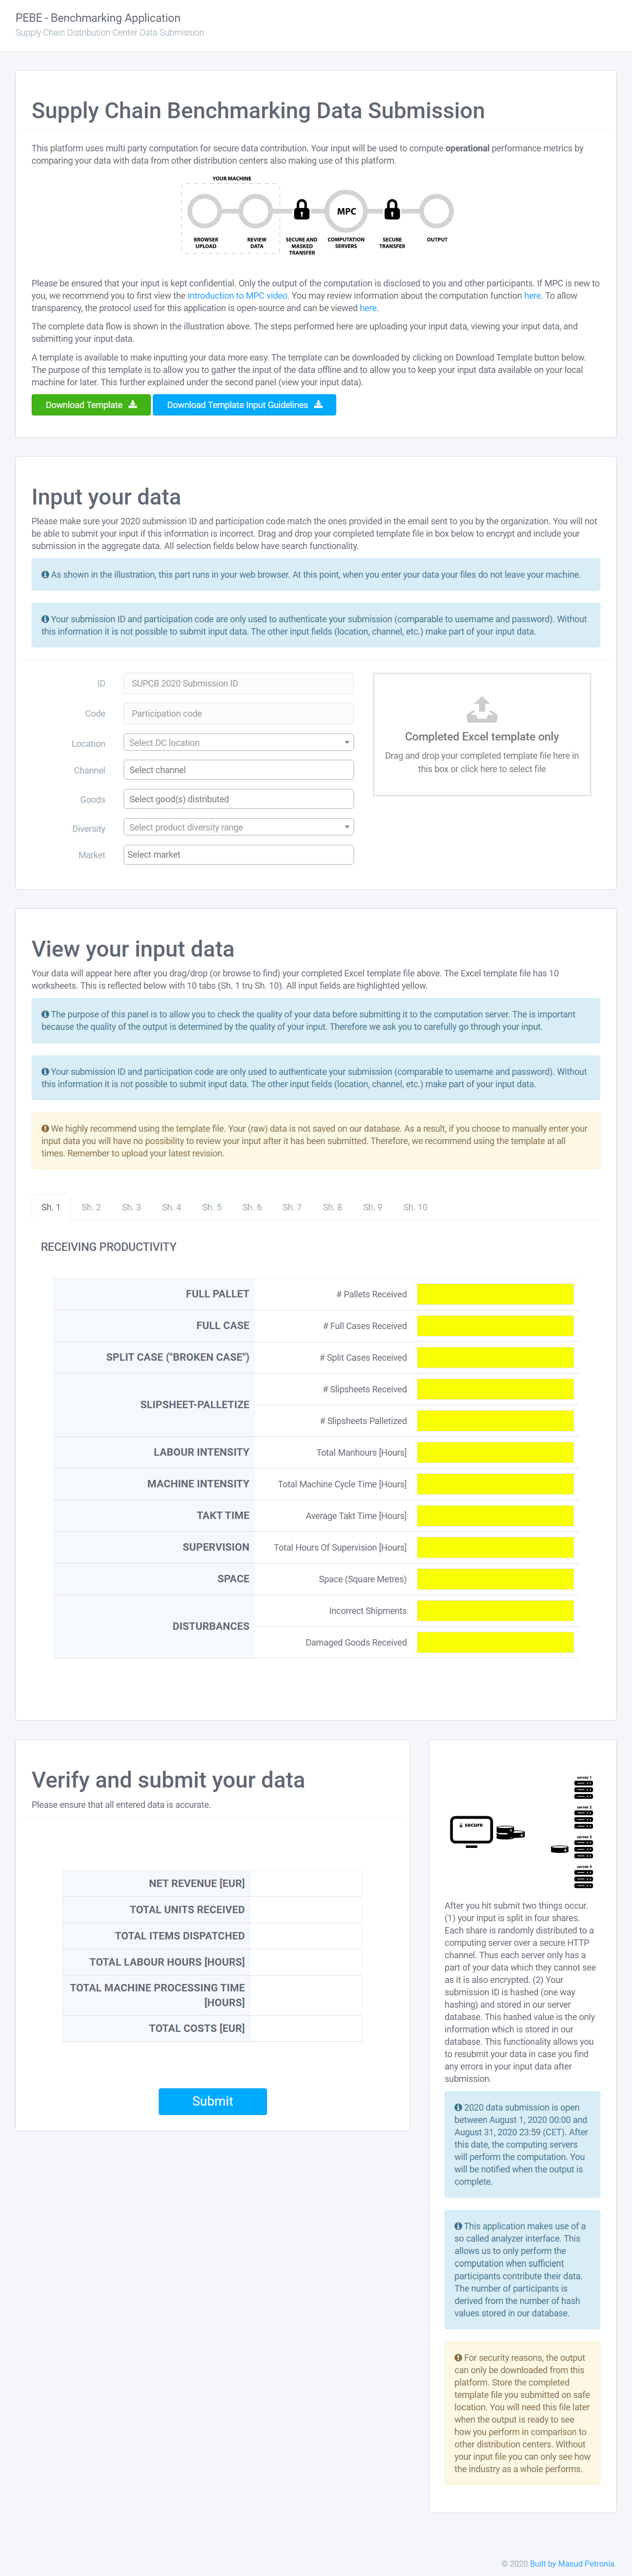 PEBE - Benchmarking Application
Supply Chain Distribution Center Data Submission
Supply Chain Benchmarking Data Submission
This platform uses multi party computation for secure data contribution. Your input will be used to compute operational performance metrics by
comparing your data with data from other distribution centers also making use of this platform.
YOUR MACHINE
MPC
BROWSER UPLOAD
REVIEW DATA
SECURE AND MASKED TRANSFER
COMPUTATION SERVERS
SECURE TRANSFER
OUTPUT
Please be ensured that your input is kept confidential. Only the output of the computation is disclosed to you and other participants. If MPC is new to
you, we recommend you to first view the introduction to MPC video. You may review information about the computation function here. To allow
transparency, the protocol used for this application is open-source and can be viewed here.
The complete data flow is shown in the illustration above. The steps performed here are uploading your input data, viewing your input data, and
submitting your input data.
A template is available to make inputting your data more easy. The template can be downloaded by clicking on Download Template button below.
The purpose of this template is to allow you to gather the input of the data offline and to allow you to keep your input data available on your local
machine for later. This further explained under the second panel (view your input data).
Download Template
Download Template Input Guidelines
Input your data
Please make sure your 2020 submission ID and participation code match the ones provided in the email sent to you by the organization. You will not
be able to submit your input if this information is incorrect. Drag and drop your completed template file in box below to encrypt and include your
submission in the aggregate data. All selection fields below have search functionality.
As shown in the illustration, this part runs in your web browser. At this point, when you enter your data your files do not leave your machine.
Your submission ID and participation code are only used to authenticate your submission (comparable to username and password). Without
this information it is not possible to submit input data. The other input fields (location, channel, etc.) make part of your input data.
ID
SUPCB 2020 Submission ID
Code
Participation code
Location
Select DC location
Channel
Select channel
Goods
Select good(s) distributed
Diversity
Select product diversity range
Market
Select market
Completed Excel template only
Drag and drop your completed template file here in
this box or click here to select file
View your input data
Your data will appear here after you drag/drop (or browse to find) your completed Excel template file above. The Excel template file has 10
worksheets. This is reflected below with 10 tabs (Sh. 1 tru Sh. 10). All input fields are highlighted yellow.
The purpose of this panel is to allow you to check the quality of your data before submitting it to the computation server. The is important
because the quality of the output is determined by the quality of your input. Therefore we ask you to carefully go through your input.
Your submission ID and participation code are only used to authenticate your submission (comparable to username and password). Without
this information it is not possible to submit input data. The other input fields (location, channel, etc.) make part of your input data.
We highly recommend using the template file. Your (raw) data is not saved on our database. As a result, if you choose to manually enter your
input data you will have no possibility to review your input after it has been submitted. Therefore, we recommend using the template at all
times. Remember to upload your latest revision.
Sh. 1 Sh. 2 Sh. 3 Sh. 4 Sh. 5 Sh. 6 Sh. 7 Sh. 8 Sh. 9 Sh. 10
RECEIVING PRODUCTIVITY
FULL PALLET # Pallets Received
FULL CASE # Full Cases Received
SPLIT CASE ("BROKEN CASE") # Split Cases Received
SLIPSHEET-PALLETIZE # Slipsheets Received
# Slipsheets Palletized
LABOUR INTENSITY Total Manhours [Hours]
MACHINE INTENSITY Total Machine Cycle Time [Hours]
TAKT TIME Average Takt Time [Hours]
SUPERVISION Total Hours Of Supervision [Hours]
SPACE Space (Square Metres)
DISTURBANCES Incorrect Shipments
Damaged Goods Received
Verify and submit your data
Please ensure that all entered data is accurate.
NET REVENUE [EUR]
TOTAL UNITS RECEIVED
TOTAL ITEMS DISPATCHED
TOTAL LABOUR HOURS [HOURS]
TOTAL MACHINE PROCESSING TIME
[HOURS]
TOTAL COSTS [EUR]
Submit
secure
server 1
server 2
server 3
server 4
After you hit submit two things occur.
(1) your input is split in four shares.
Each share is randomly distributed to a
computing server over a secure HTTP
channel. Thus each server only has a
part of your data which they cannot see
as it is also encrypted. (2) Your
submission ID is hashed (one way
hashing) and stored in our server
database. This hashed value is the only
information which is stored in our
database. This functionality allows you
to resubmit your data in case you find
any errors in your input data after
submission.
2020 data submission is open
between August 1, 2020 00:00 and
August 31, 2020 23:59 (CET). After
this date, the computing servers
will perform the computation. You
will be notified when the output is
complete.
This application makes use of a
so called analyzer interface. This
allows us to only perform the
computation when sufficient
participants contribute their data.
The number of participants is
derived from the number of hash
values stored in our database.
For security reasons, the output
can only be downloaded from this
platform. Store the completed
template file you submitted on safe
location. You will need this file later
when the output is ready to see
how you perform in comparison to
other distribution centers. Without
your input file you can only see how
the industry as a whole performs.
© 2020 Built by Masud Petronia.